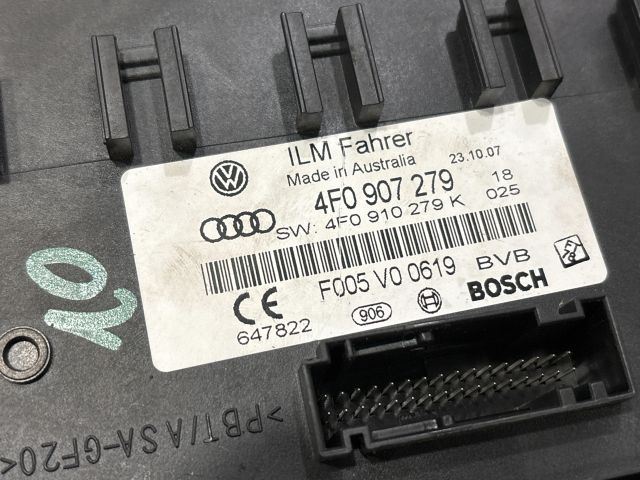 ILM Fahrer
Made in Australia 23.10.07
4F0 907 279 18
SW: 4F0 910 279 K 025
F005 V0 0619 BVB
CE 647822 906 BOSCH
>PBT/ASA-GF20<